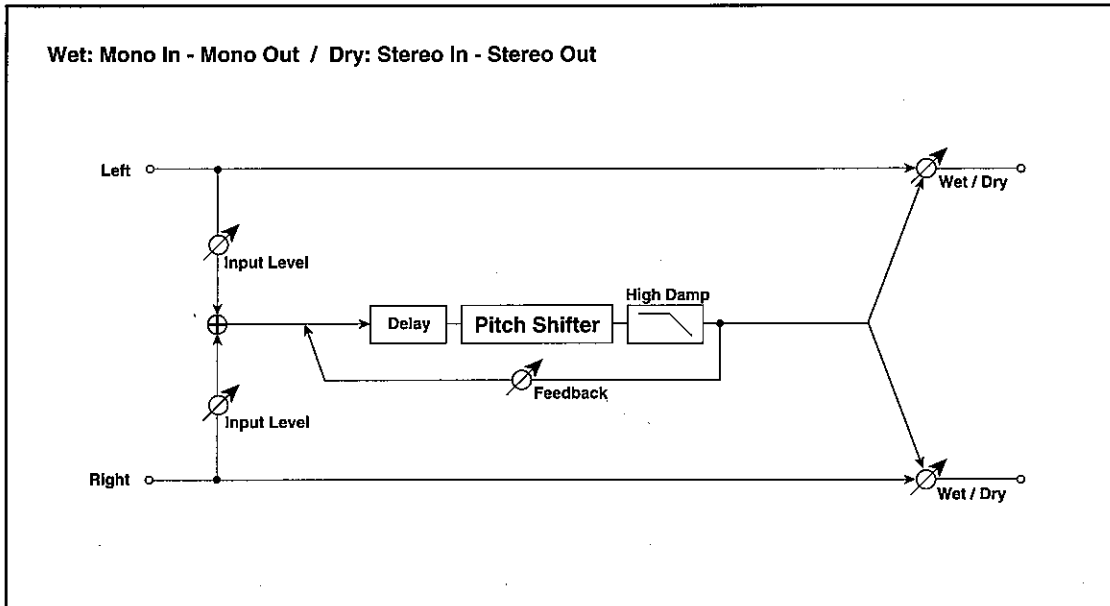 Wet: Mono In - Mono Out / Dry: Stereo In - Stereo Out
Left
Wet / Dry
Input Level
High Damp
Delay
Pitch Shifter
Feedback
Input Level
Right
Wet / Dry